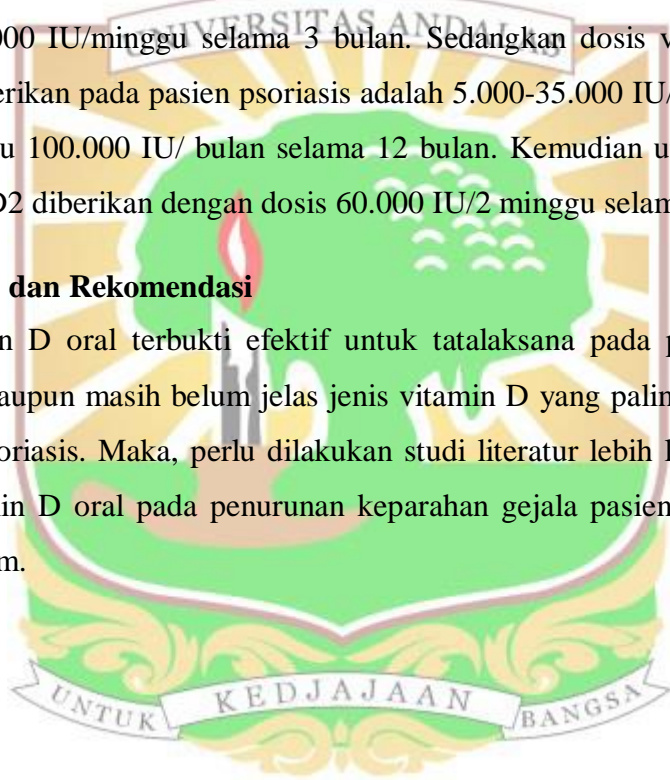 UNIVERSITAS ANDALAS
000 IU/minggu selama 3 bulan. Sedangkan dosis v
erikan pada pasien psoriasis adalah 5.000-35.000 IU/
u 100.000 IU/ bulan selama 12 bulan. Kemudian u
D2 diberikan dengan dosis 60.000 IU/2 minggu selam
dan Rekomendasi
n D oral terbukti efektif untuk tatalaksana pada p
aupun masih belum jelas jenis vitamin D yang palin
oriasis. Maka, perlu dilakukan studi literatur lebih l
in D oral pada penurunan keparahan gejala pasien
m.
UNTUK KEDJAJAAN BANGSA